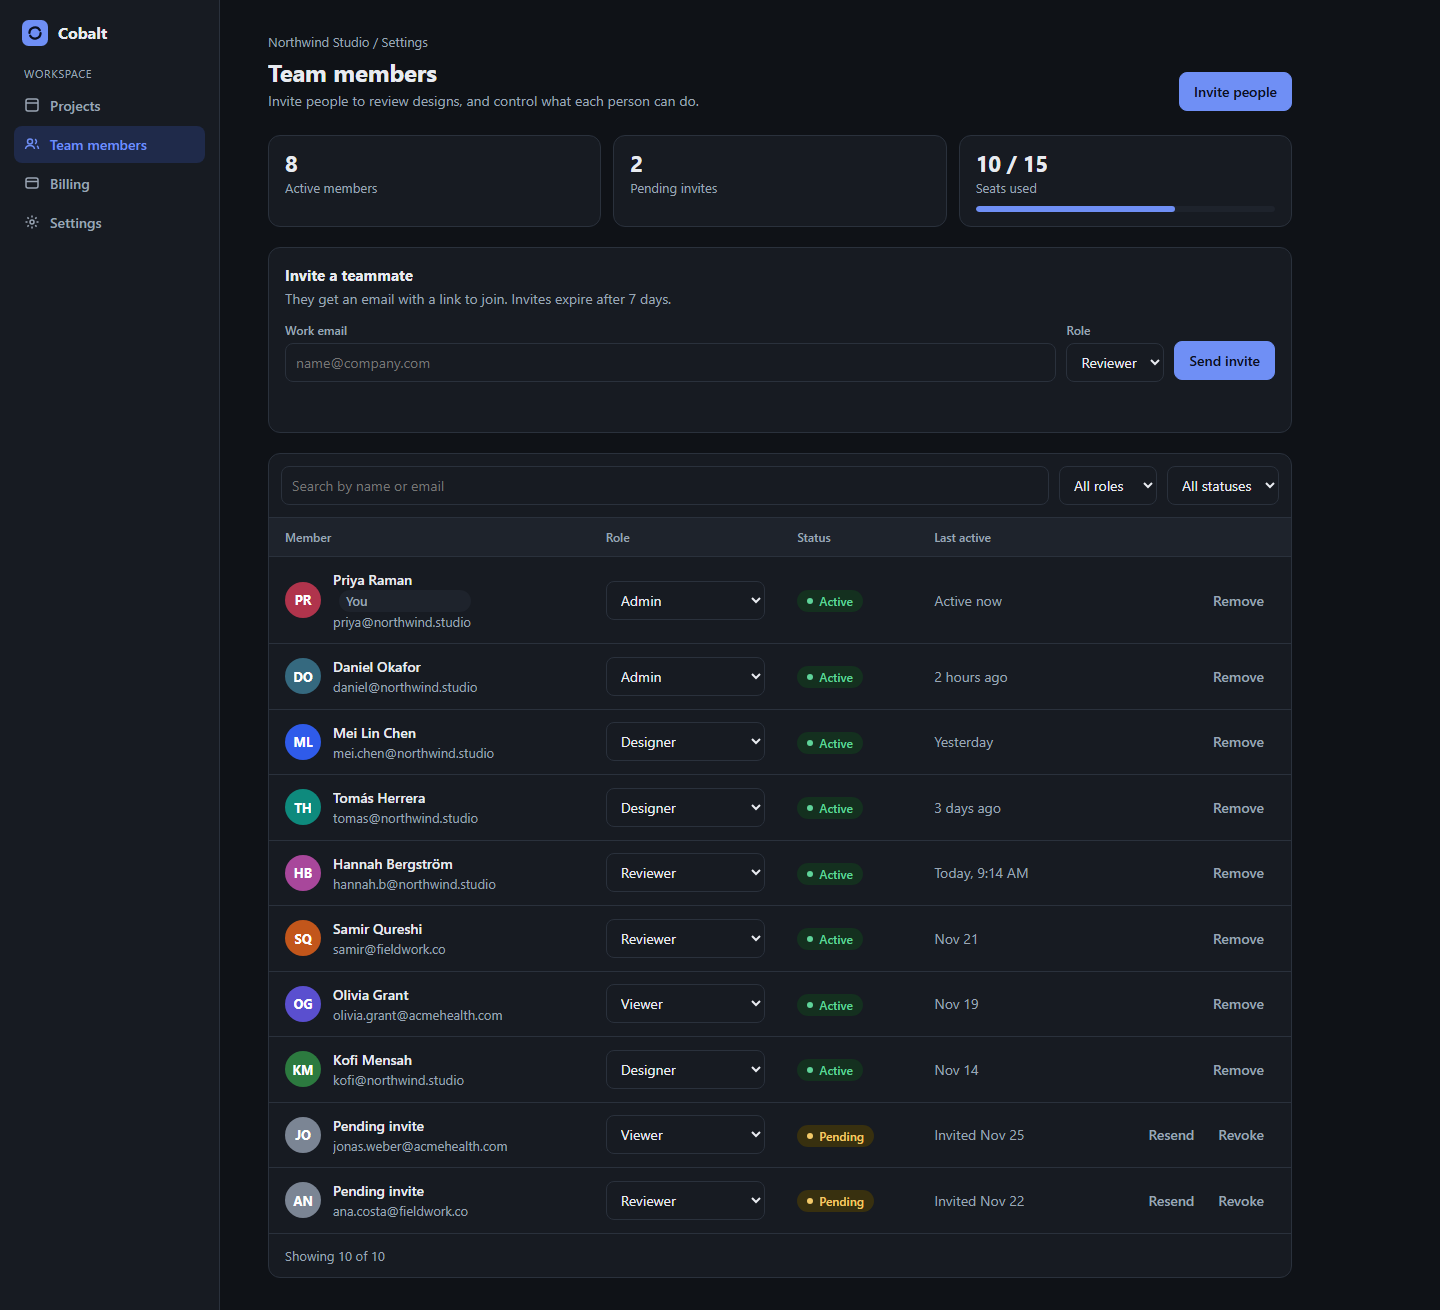 Cobalt
WORKSPACE
Projects
Team members
Billing
Settings
Northwind Studio / Settings
Team members
Invite people to review designs, and control what each person can do.
Invite people
8
Active members
2
Pending invites
10 / 15
Seats used
Invite a teammate
They get an email with a link to join. Invites expire after 7 days.
Work email
Role
name@company.com
Reviewer
Send invite
Search by name or email
All roles
All statuses
Member Role Status Last active
Priya Raman
PR You Admin Active Active now Remove
priya@northwind.studio
Daniel Okafor
DO Admin Active 2 hours ago Remove
daniel@northwind.studio
Mei Lin Chen
ML Designer Active Yesterday Remove
mei.chen@northwind.studio
Tomás Herrera
TH Designer Active 3 days ago Remove
tomas@northwind.studio
Hannah Bergström
HB Reviewer Active Today, 9:14 AM Remove
hannah.b@northwind.studio
Samir Qureshi
SQ Reviewer Active Nov 21 Remove
samir@fieldwork.co
Olivia Grant
OG Viewer Active Nov 19 Remove
olivia.grant@acmehealth.com
Kofi Mensah
KM Designer Active Nov 14 Remove
kofi@northwind.studio
Pending invite
JO Viewer Pending Invited Nov 25 Resend Revoke
jonas.weber@acmehealth.com
Pending invite
AN Reviewer Pending Invited Nov 22 Resend Revoke
ana.costa@fieldwork.co
Showing 10 of 10